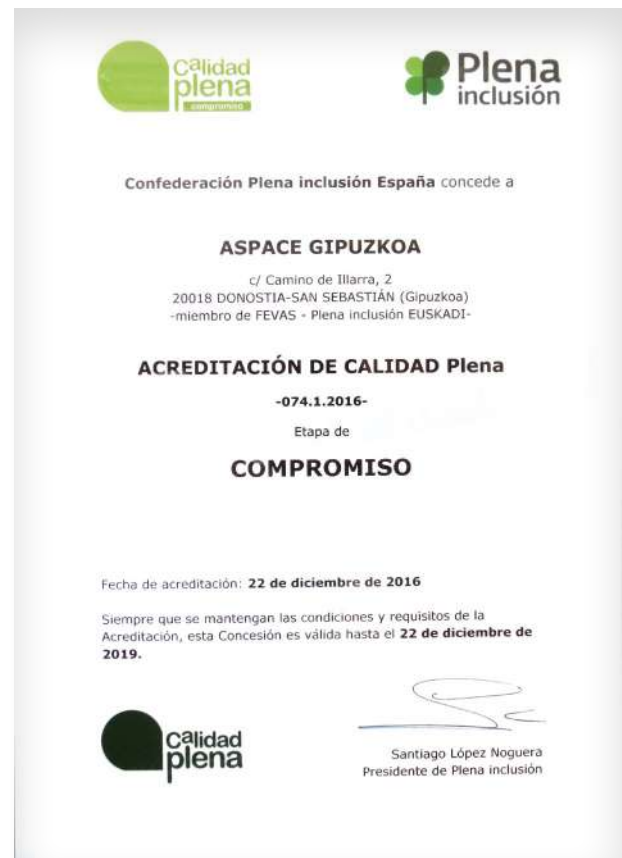 Calidad
plena
compromiso
Plena
inclusión
Confederación Plena inclusión España concede a
ASPACE GIPUZKOA
c/ Camino de Illarra, 2
20018 DONOSTIA-SAN SEBASTIÁN (Gipuzkoa)
-miembro de FEVAS - Plena inclusión EUSKADI-
ACREDITACIÓN DE CALIDAD Plena
-074.1.2016-
Etapa de
COMPROMISO
Fecha de acreditación: 22 de diciembre de 2016
Siempre que se mantengan las condiciones y requisitos de la
Acreditación, esta Concesión es válida hasta el 22 de diciembre de
2019.
Calidad
plena
Santiago López Noguera
Presidente de Plena inclusión